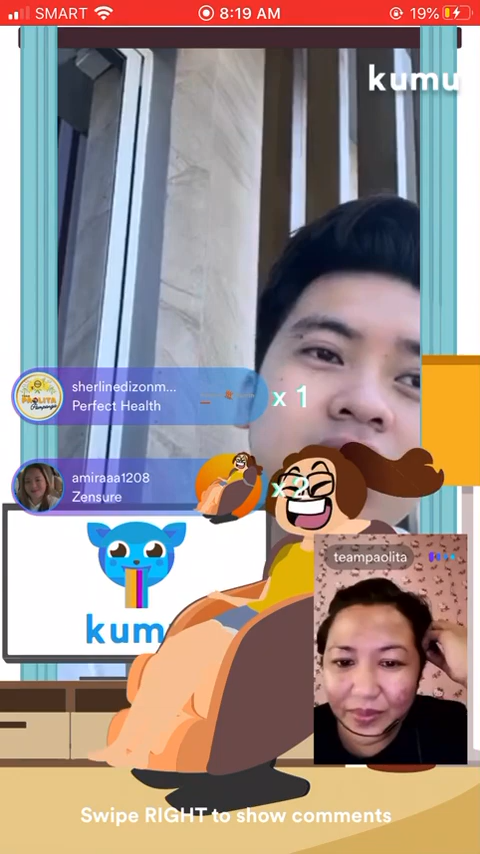 SMART 8:19 AM 19%
kumu
sherlinedizonm...
Perfect Health
x 1
amiraaa1208
Zensure
x 2
kum
teampaolita
Swipe RIGHT to show comments